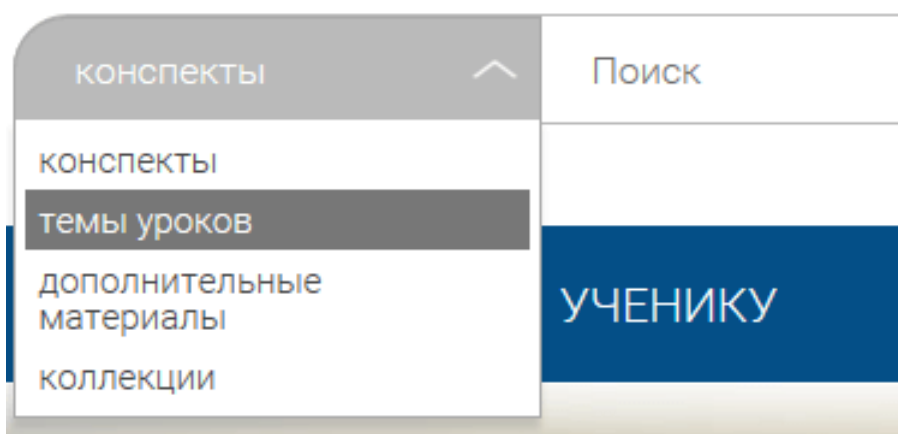 конспекты
Поиск
конспекты
темы уроков
дополнительные
материалы
коллекции
УЧЕНИКУ